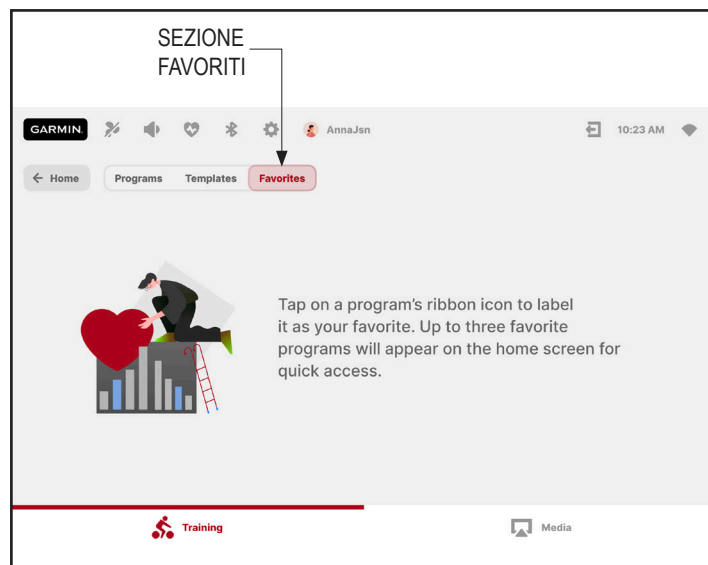 SEZIONE
FAVORITI
GARMIN.
AnnaJsn
10:23 AM
Home
Programs
Templates
Favorites
Tap on a program's ribbon icon to label
it as your favorite. Up to three favorite
programs will appear on the home screen for
quick access.
Training
Media